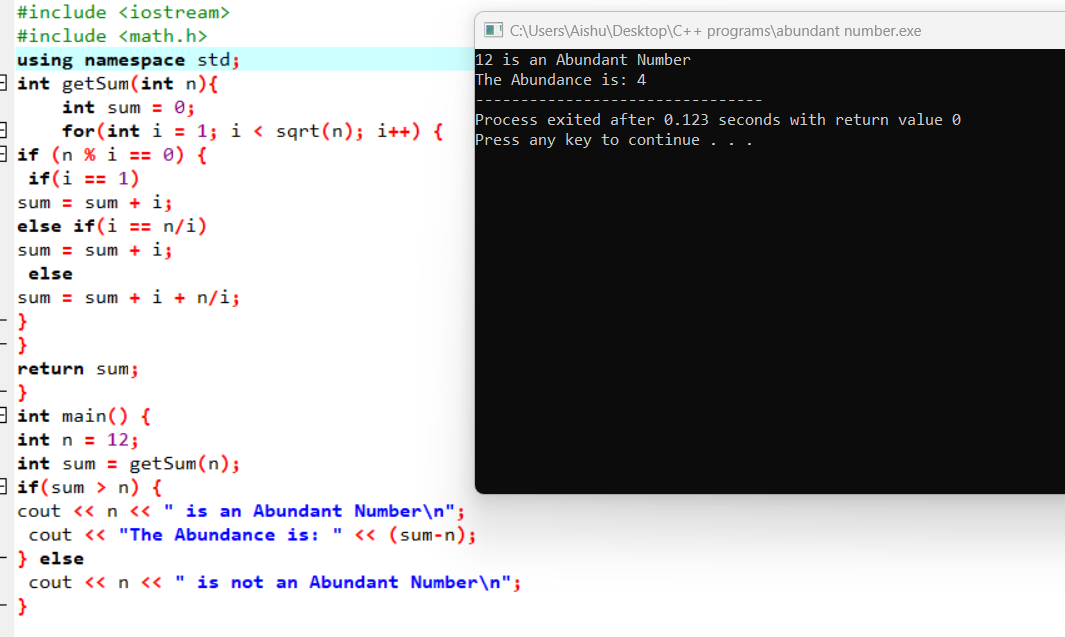 #include <iostream>
#include <math.h>
using namespace std;
int getSum(int n){
    int sum = 0;
    for(int i = 1; i < sqrt(n); i++) {
if (n % i == 0) {
 if(i == 1)
sum = sum + i;
else if(i == n/i)
sum = sum + i;
 else
sum = sum + i + n/i;
}
}
return sum;
}
int main() {
int n = 12;
int sum = getSum(n);
if(sum > n) {
cout << n << " is an Abundant Number\n";
 cout << "The Abundance is: " << (sum-n);
} else
 cout << n << " is not an Abundant Number\n";
}
C:\Users\Aishu\Desktop\C++ programs\abundant number.exe
12 is an Abundant Number
The Abundance is: 4
--------------------------------
Process exited after 0.123 seconds with return value 0
Press any key to continue . . .